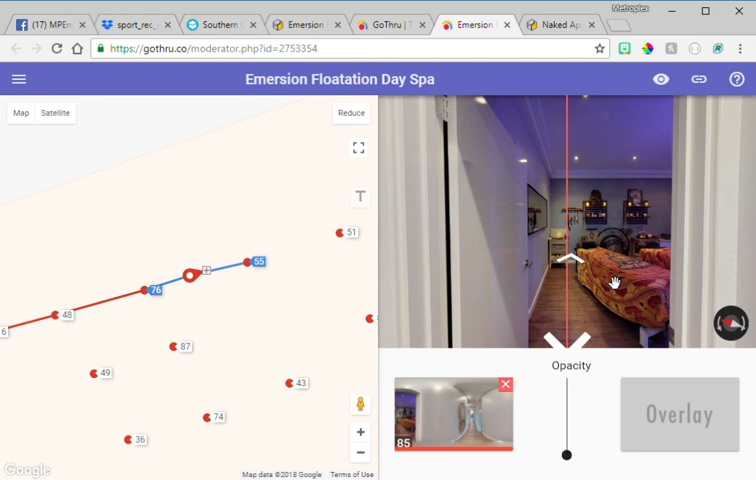 Metroplex
(17) MPEm
sport_rec_
Southern C
Emersion
GoThru | T
Emersion
Naked Ap
https://gothru.co/moderator.php?id=2753354
Emersion Floatation Day Spa
Map
Satellite
Reduce
T
51
55
76
48
6
87
49
43
74
36
Google
Map data ©2018 Google
Terms of Use
Opacity
85
Overlay